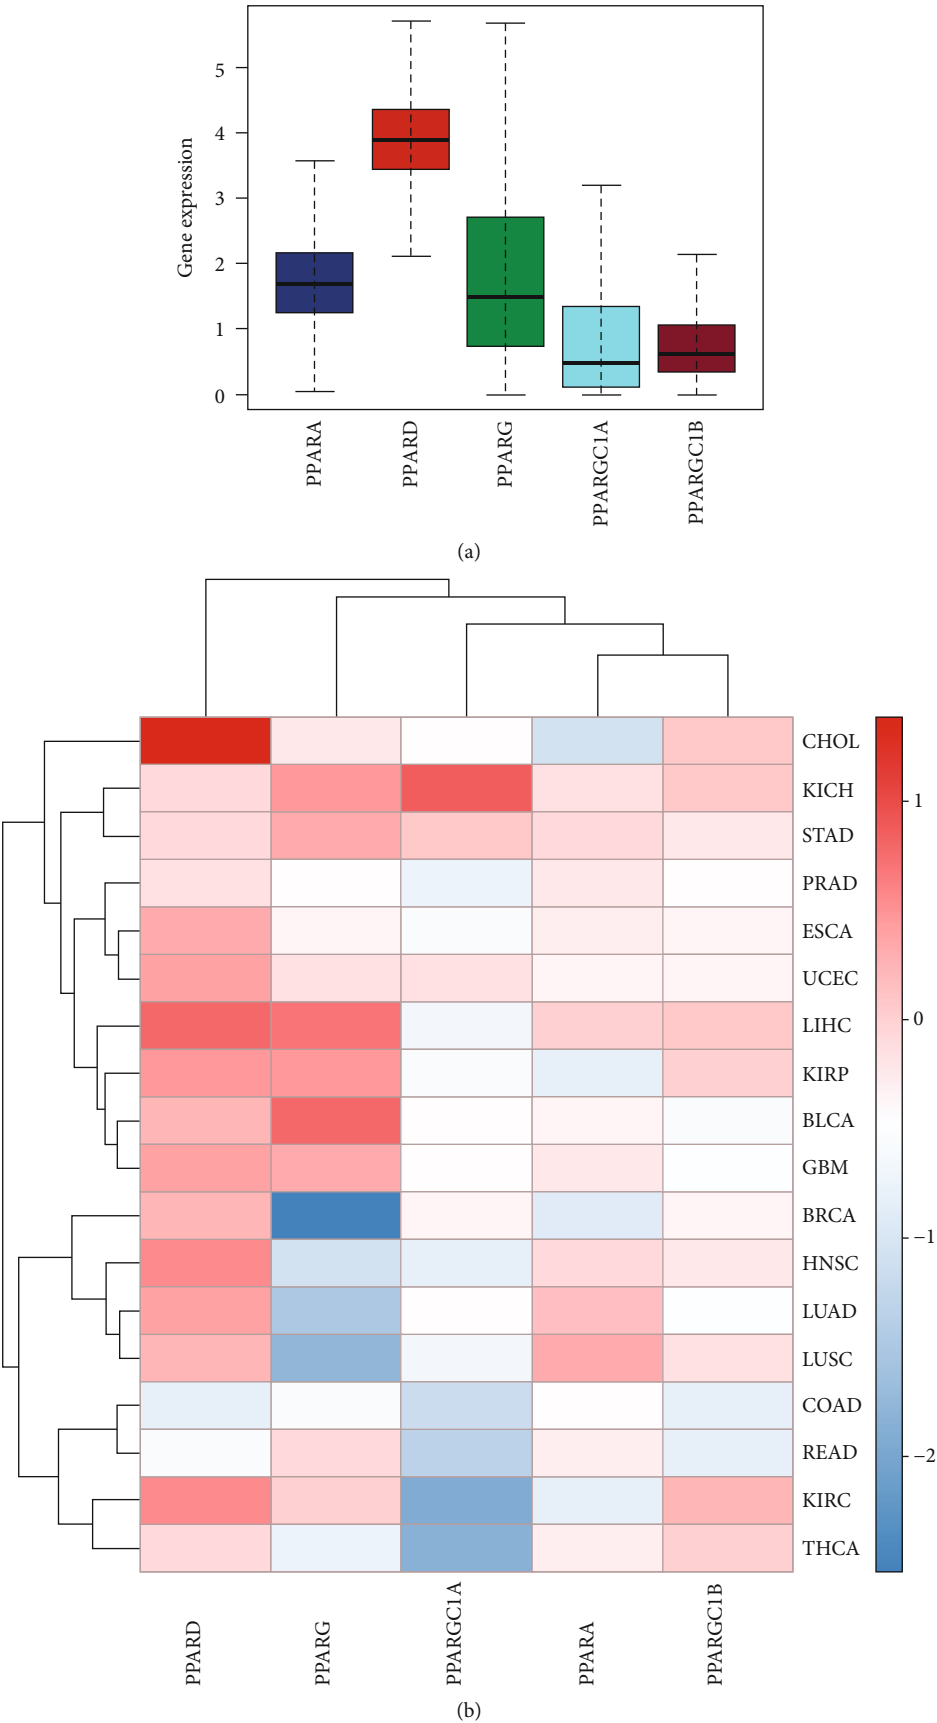 5
4
3
2
1
0
Gene expression
PPARA
PPARD
PPARG
PPARGC1A
PPARGC1B
(a)
CHOL
KICH
STAD
PRAD
ESCA
UCEC
LIHC
KIRP
BLCA
GBM
BRCA
HNSC
LUAD
LUSC
COAD
READ
KIRC
THCA
1
0
−1
−2
PPARD
PPARG
PPARGC1A
PPARA
PPARGC1B
(b)